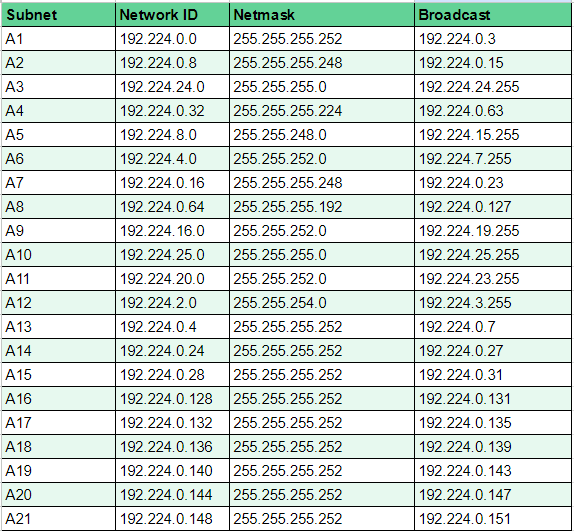 Subnet Network ID Netmask Broadcast
A1 192.224.0.0 255.255.255.252 192.224.0.3
A2 192.224.0.8 255.255.255.248 192.224.0.15
A3 192.224.24.0 255.255.255.0 192.224.24.255
A4 192.224.0.32 255.255.255.224 192.224.0.63
A5 192.224.8.0 255.255.248.0 192.224.15.255
A6 192.224.4.0 255.255.252.0 192.224.7.255
A7 192.224.0.16 255.255.255.248 192.224.0.23
A8 192.224.0.64 255.255.255.192 192.224.0.127
A9 192.224.16.0 255.255.252.0 192.224.19.255
A10 192.224.25.0 255.255.255.0 192.224.25.255
A11 192.224.20.0 255.255.252.0 192.224.23.255
A12 192.224.2.0 255.255.254.0 192.224.3.255
A13 192.224.0.4 255.255.255.252 192.224.0.7
A14 192.224.0.24 255.255.255.252 192.224.0.27
A15 192.224.0.28 255.255.255.252 192.224.0.31
A16 192.224.0.128 255.255.255.252 192.224.0.131
A17 192.224.0.132 255.255.255.252 192.224.0.135
A18 192.224.0.136 255.255.255.252 192.224.0.139
A19 192.224.0.140 255.255.255.252 192.224.0.143
A20 192.224.0.144 255.255.255.252 192.224.0.147
A21 192.224.0.148 255.255.255.252 192.224.0.151